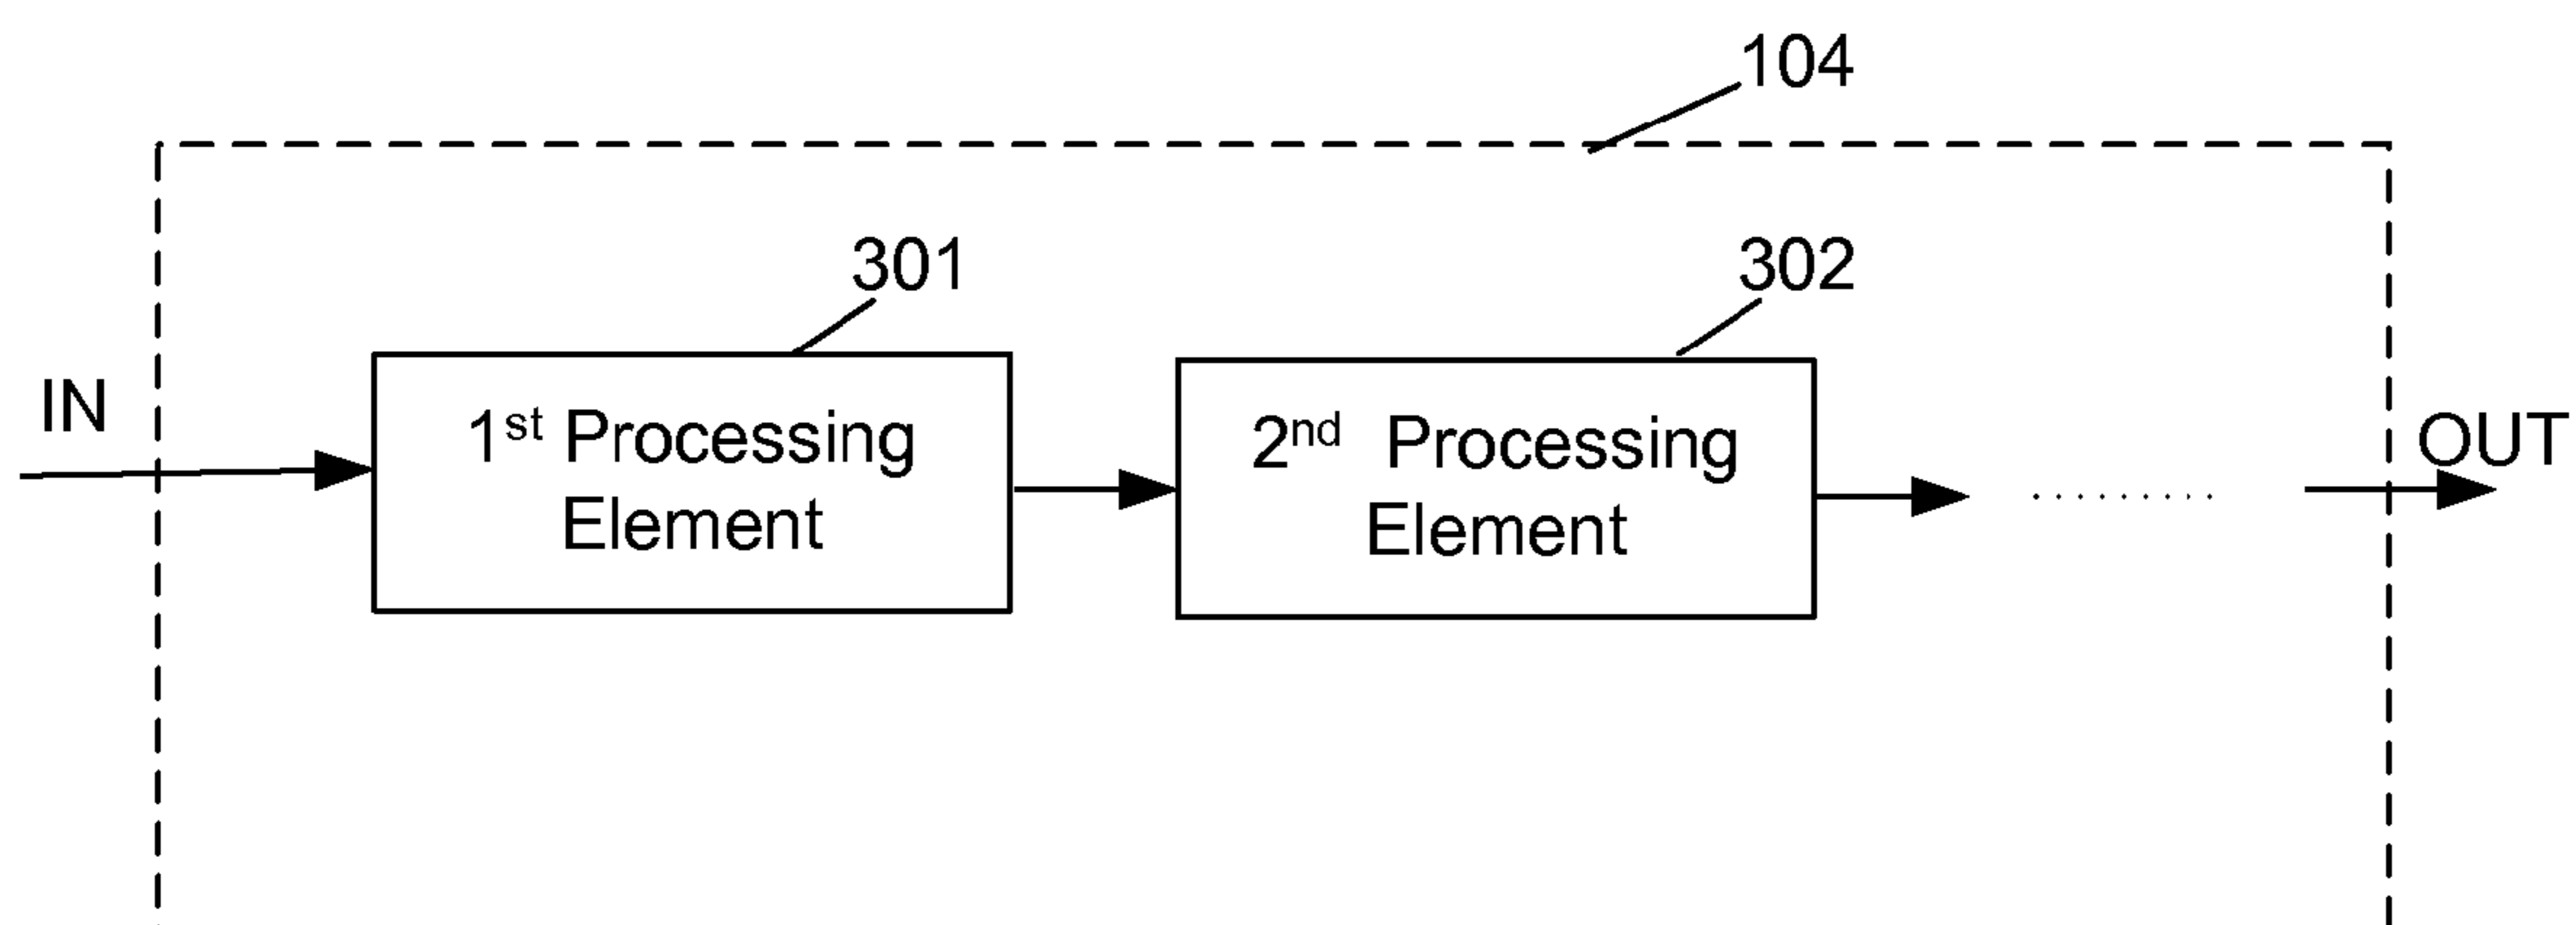 104
301
302
IN
1st Processing
Element
2nd Processing
Element
OUT